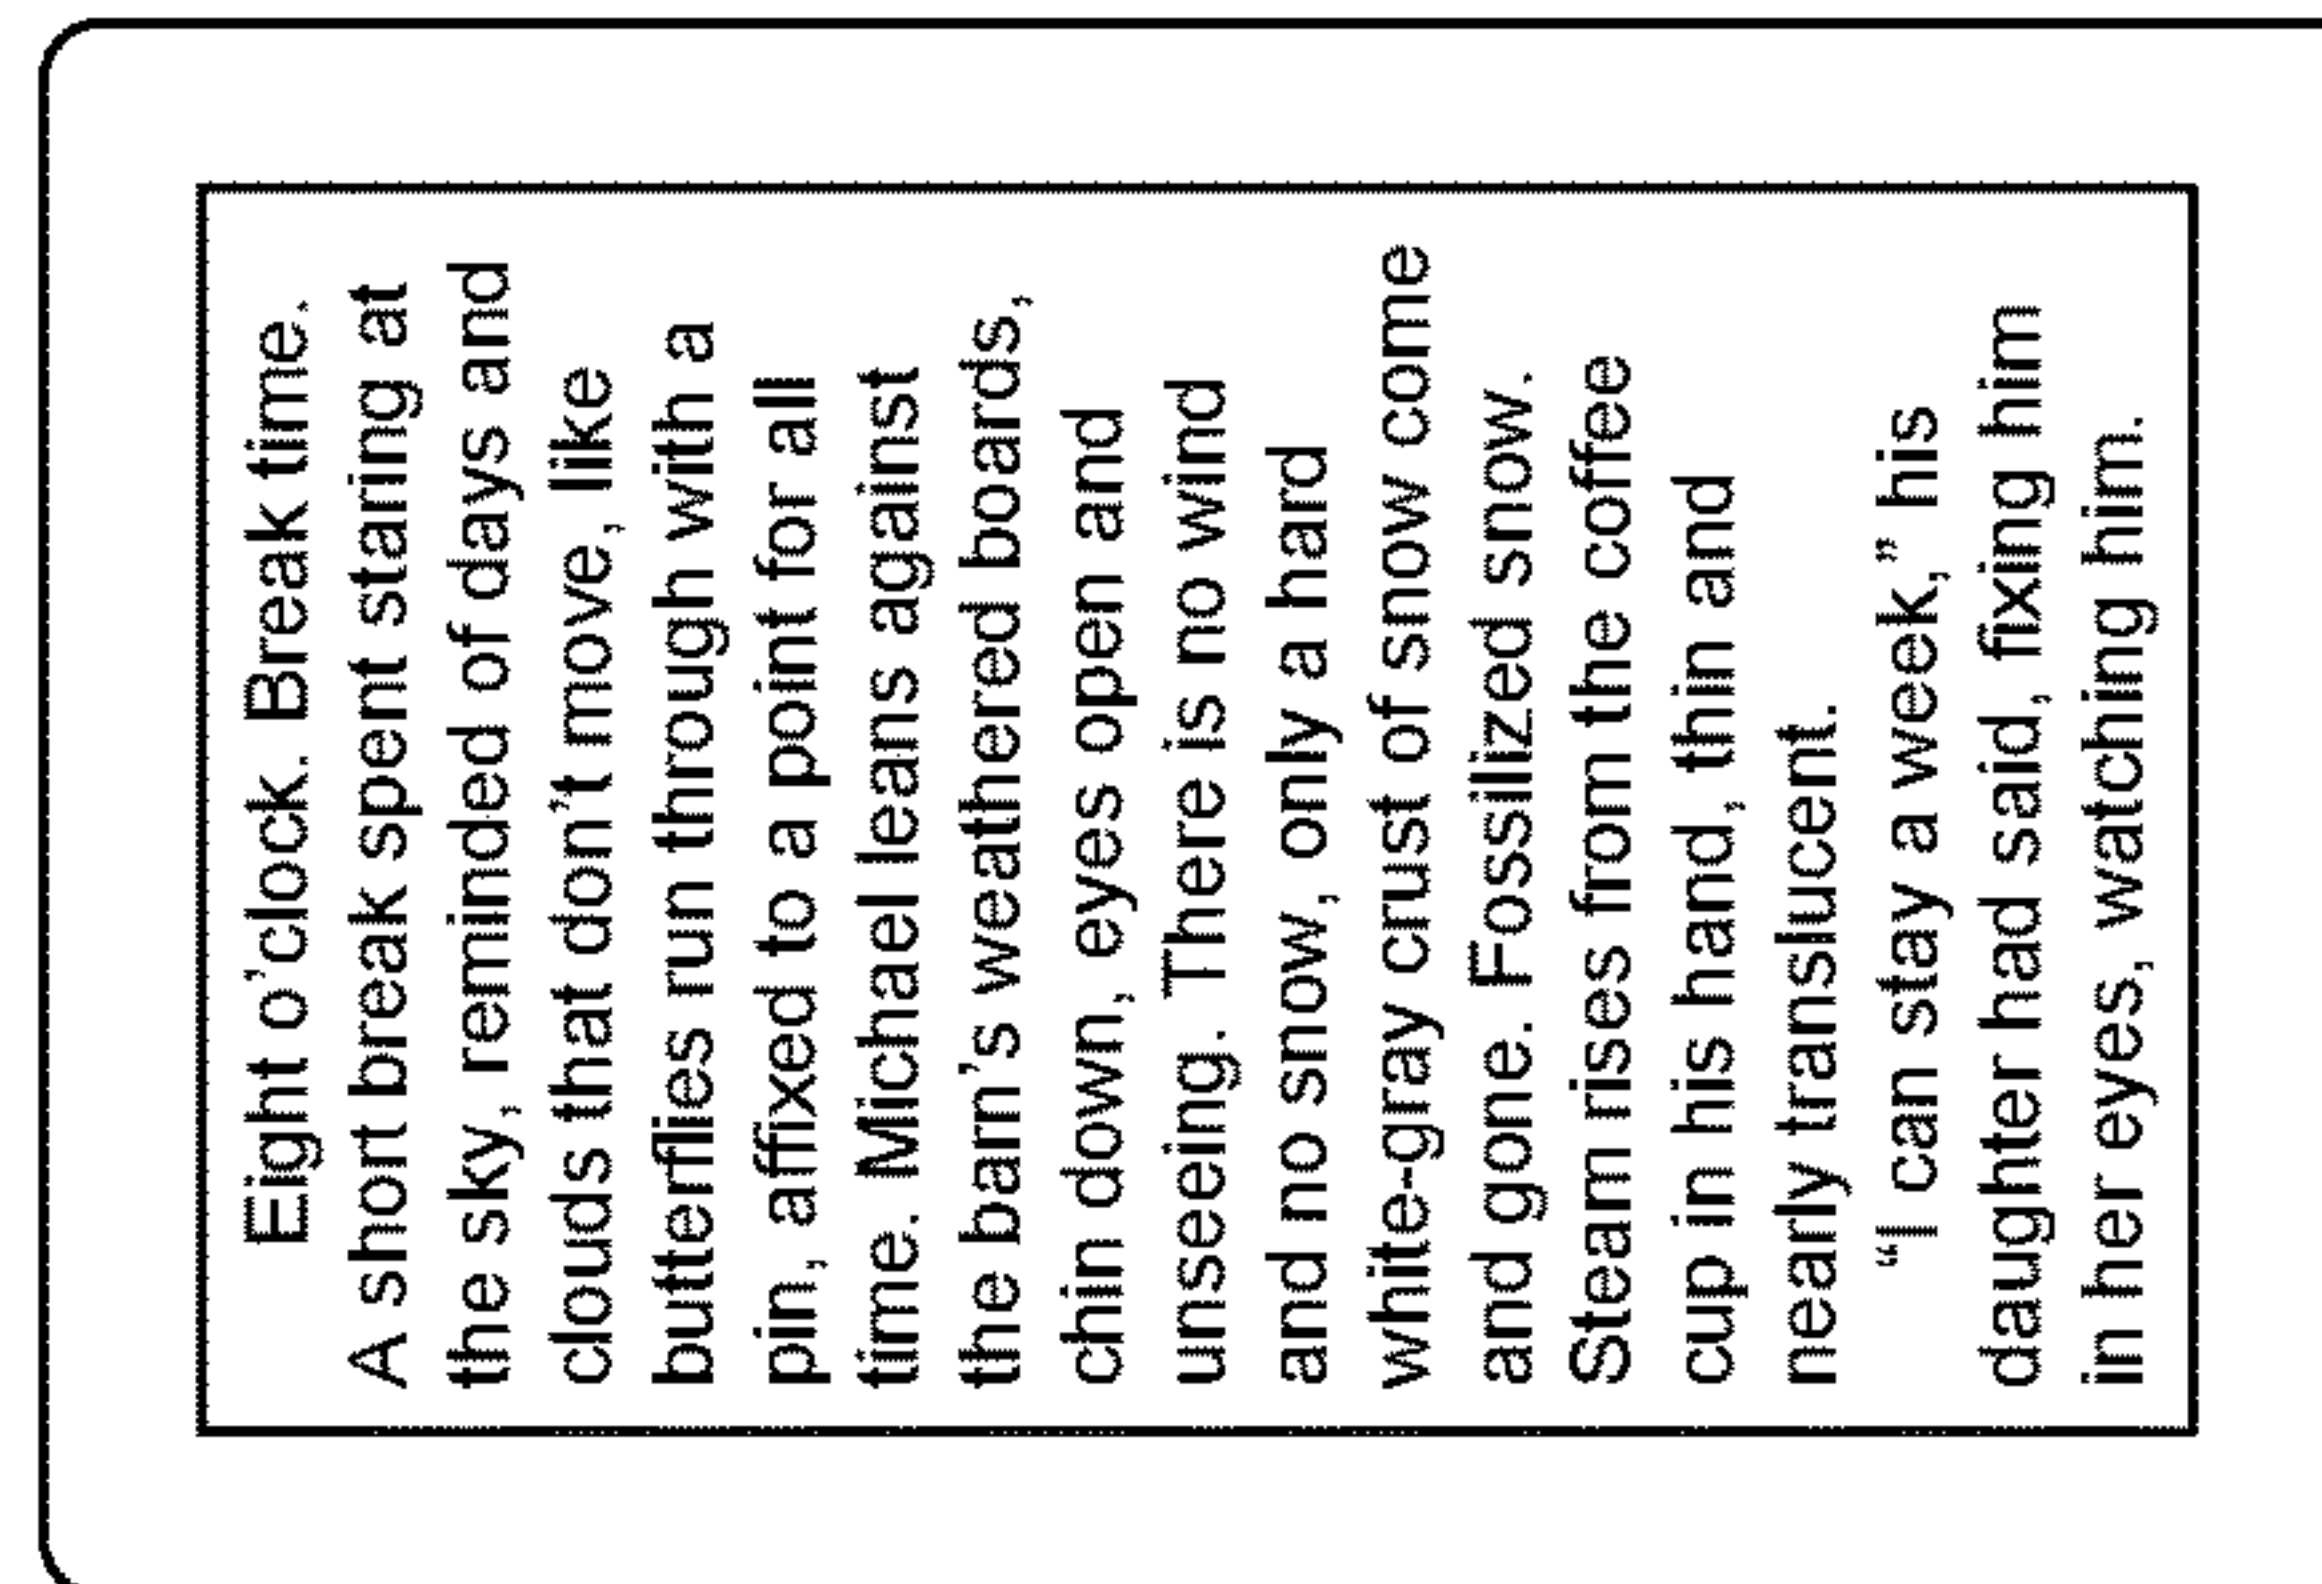 Eight o’clock. Break time.
A short break spent staring at
the sky, reminded of days and
clouds that don’t move, like
butterflies run through with a
pin, affixed to a point for all
time. Michael leans against
the barn’s weathered boards,
chin down, eyes open and
unseeing. There is no wind
and no snow, only a hard
white-gray crust of snow come
and gone. Fossilized snow.
Steam rises from the coffee
cup in his hand, thin and
nearly translucent.
“I can stay a week,” his
daughter had said, fixing him
in her eyes, watching him.